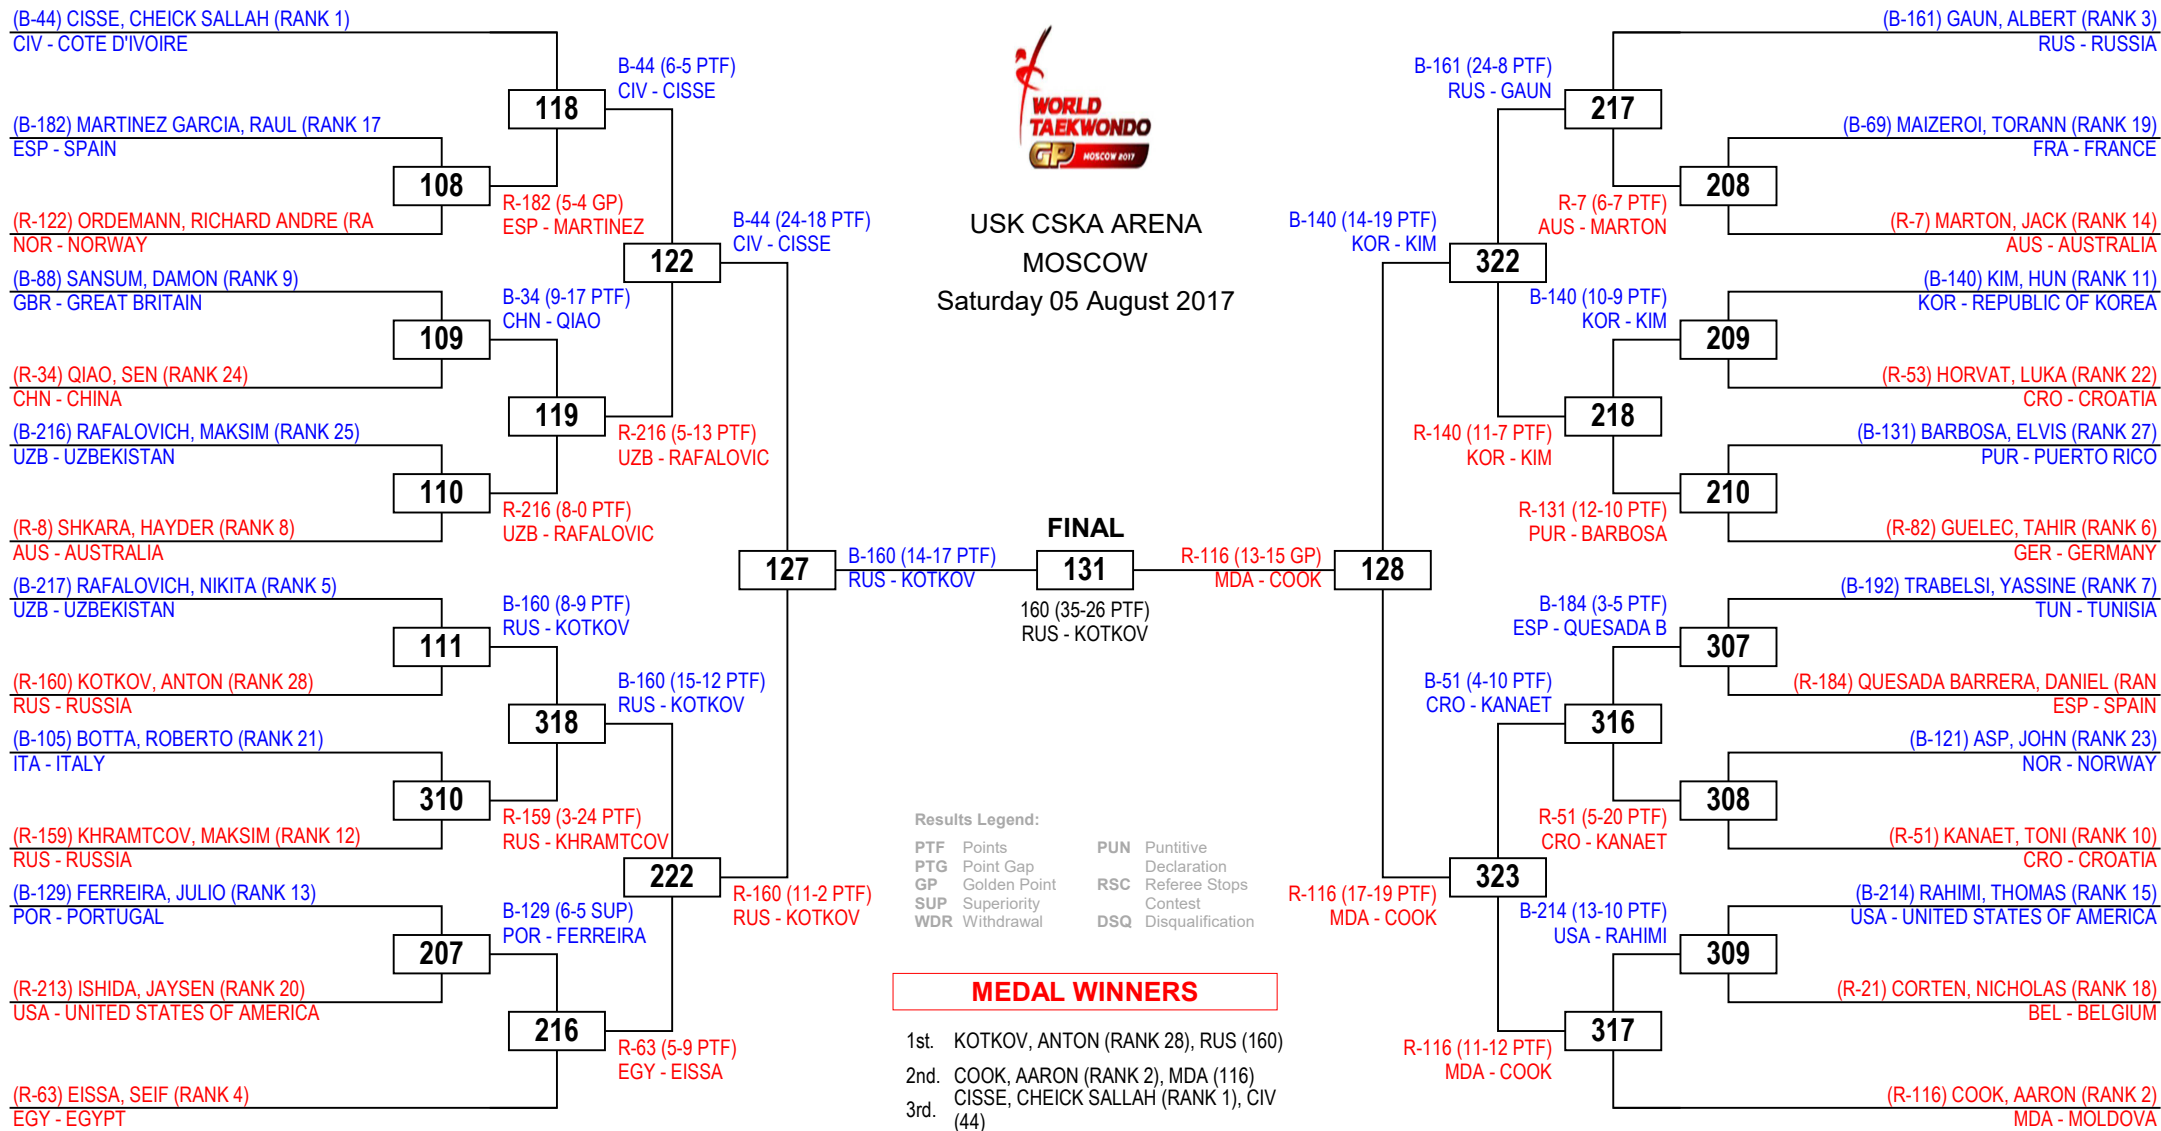 (B-44) CISSE, CHEICK SALLAH (RANK 1)
CIV - COTE D'IVOIRE
(B-182) MARTINEZ GARCIA, RAUL (RANK 17
ESP - SPAIN
(R-122) ORDEMANN, RICHARD ANDRE (RA
NOR - NORWAY
(B-88) SANSUM, DAMON (RANK 9)
GBR - GREAT BRITAIN
(R-34) QIAO, SEN (RANK 24)
CHN - CHINA
(B-216) RAFALOVICH, MAKSIM (RANK 25)
UZB - UZBEKISTAN
(R-8) SHKARA, HAYDER (RANK 8)
AUS - AUSTRALIA
(B-217) RAFALOVICH, NIKITA (RANK 5)
UZB - UZBEKISTAN
(R-160) KOTKOV, ANTON (RANK 28)
RUS - RUSSIA
(B-105) BOTTA, ROBERTO (RANK 21)
ITA - ITALY
(R-159) KHRAMTCOV, MAKSIM (RANK 12)
RUS - RUSSIA
(B-129) FERREIRA, JULIO (RANK 13)
POR - PORTUGAL
(R-213) ISHIDA, JAYSEN (RANK 20)
USA - UNITED STATES OF AMERICA
(R-63) EISSA, SEIF (RANK 4)
EGY - EGYPT
108
R-182 (5-4 GP)
ESP - MARTINEZ
109
B-34 (9-17 PTF)
CHN - QIAO
110
R-216 (8-0 PTF)
UZB - RAFALOVIC
111
B-160 (8-9 PTF)
RUS - KOTKOV
310
R-159 (3-24 PTF)
RUS - KHRAMTCOV
207
B-129 (6-5 SUP)
POR - FERREIRA
118
B-44 (6-5 PTF)
CIV - CISSE
119
R-216 (5-13 PTF)
UZB - RAFALOVIC
318
B-160 (15-12 PTF)
RUS - KOTKOV
216
R-63 (5-9 PTF)
EGY - EISSA
122
B-44 (24-18 PTF)
CIV - CISSE
222
R-160 (11-2 PTF)
RUS - KOTKOV
127
B-160 (14-17 PTF)
RUS - KOTKOV
WORLD
TAEKWONDO
GP MOSCOW 2017
USK CSKA ARENA
MOSCOW
Saturday 05 August 2017
FINAL
131
160 (35-26 PTF)
RUS - KOTKOV
Results Legend:
PTF Points
PTG Point Gap
GP Golden Point
SUP Superiority
WDR Withdrawal
PUN Puntitive
Declaration
RSC Referee Stops
Contest
DSQ Disqualification
MEDAL WINNERS
1st. KOTKOV, ANTON (RANK 28), RUS (160)
2nd. COOK, AARON (RANK 2), MDA (116)
3rd. CISSE, CHEICK SALLAH (RANK 1), CIV
(44)
R-116 (13-15 GP)
MDA - COOK
128
B-140 (14-19 PTF)
KOR - KIM
322
R-116 (17-19 PTF)
MDA - COOK
323
B-161 (24-8 PTF)
RUS - GAUN
217
R-140 (11-7 PTF)
KOR - KIM
218
B-51 (4-10 PTF)
CRO - KANAET
316
R-116 (11-12 PTF)
MDA - COOK
317
R-7 (6-7 PTF)
AUS - MARTON
208
B-140 (10-9 PTF)
KOR - KIM
209
R-131 (12-10 PTF)
PUR - BARBOSA
210
B-184 (3-5 PTF)
ESP - QUESADA B
307
R-51 (5-20 PTF)
CRO - KANAET
308
B-214 (13-10 PTF)
USA - RAHIMI
309
(B-161) GAUN, ALBERT (RANK 3)
RUS - RUSSIA
(B-69) MAIZEROI, TORANN (RANK 19)
FRA - FRANCE
(R-7) MARTON, JACK (RANK 14)
AUS - AUSTRALIA
(B-140) KIM, HUN (RANK 11)
KOR - REPUBLIC OF KOREA
(R-53) HORVAT, LUKA (RANK 22)
CRO - CROATIA
(B-131) BARBOSA, ELVIS (RANK 27)
PUR - PUERTO RICO
(R-82) GUELEC, TAHIR (RANK 6)
GER - GERMANY
(B-192) TRABELSI, YASSINE (RANK 7)
TUN - TUNISIA
(R-184) QUESADA BARRERA, DANIEL (RAN
ESP - SPAIN
(B-121) ASP, JOHN (RANK 23)
NOR - NORWAY
(R-51) KANAET, TONI (RANK 10)
CRO - CROATIA
(B-214) RAHIMI, THOMAS (RANK 15)
USA - UNITED STATES OF AMERICA
(R-21) CORTEN, NICHOLAS (RANK 18)
BEL - BELGIUM
(R-116) COOK, AARON (RANK 2)
MDA - MOLDOVA